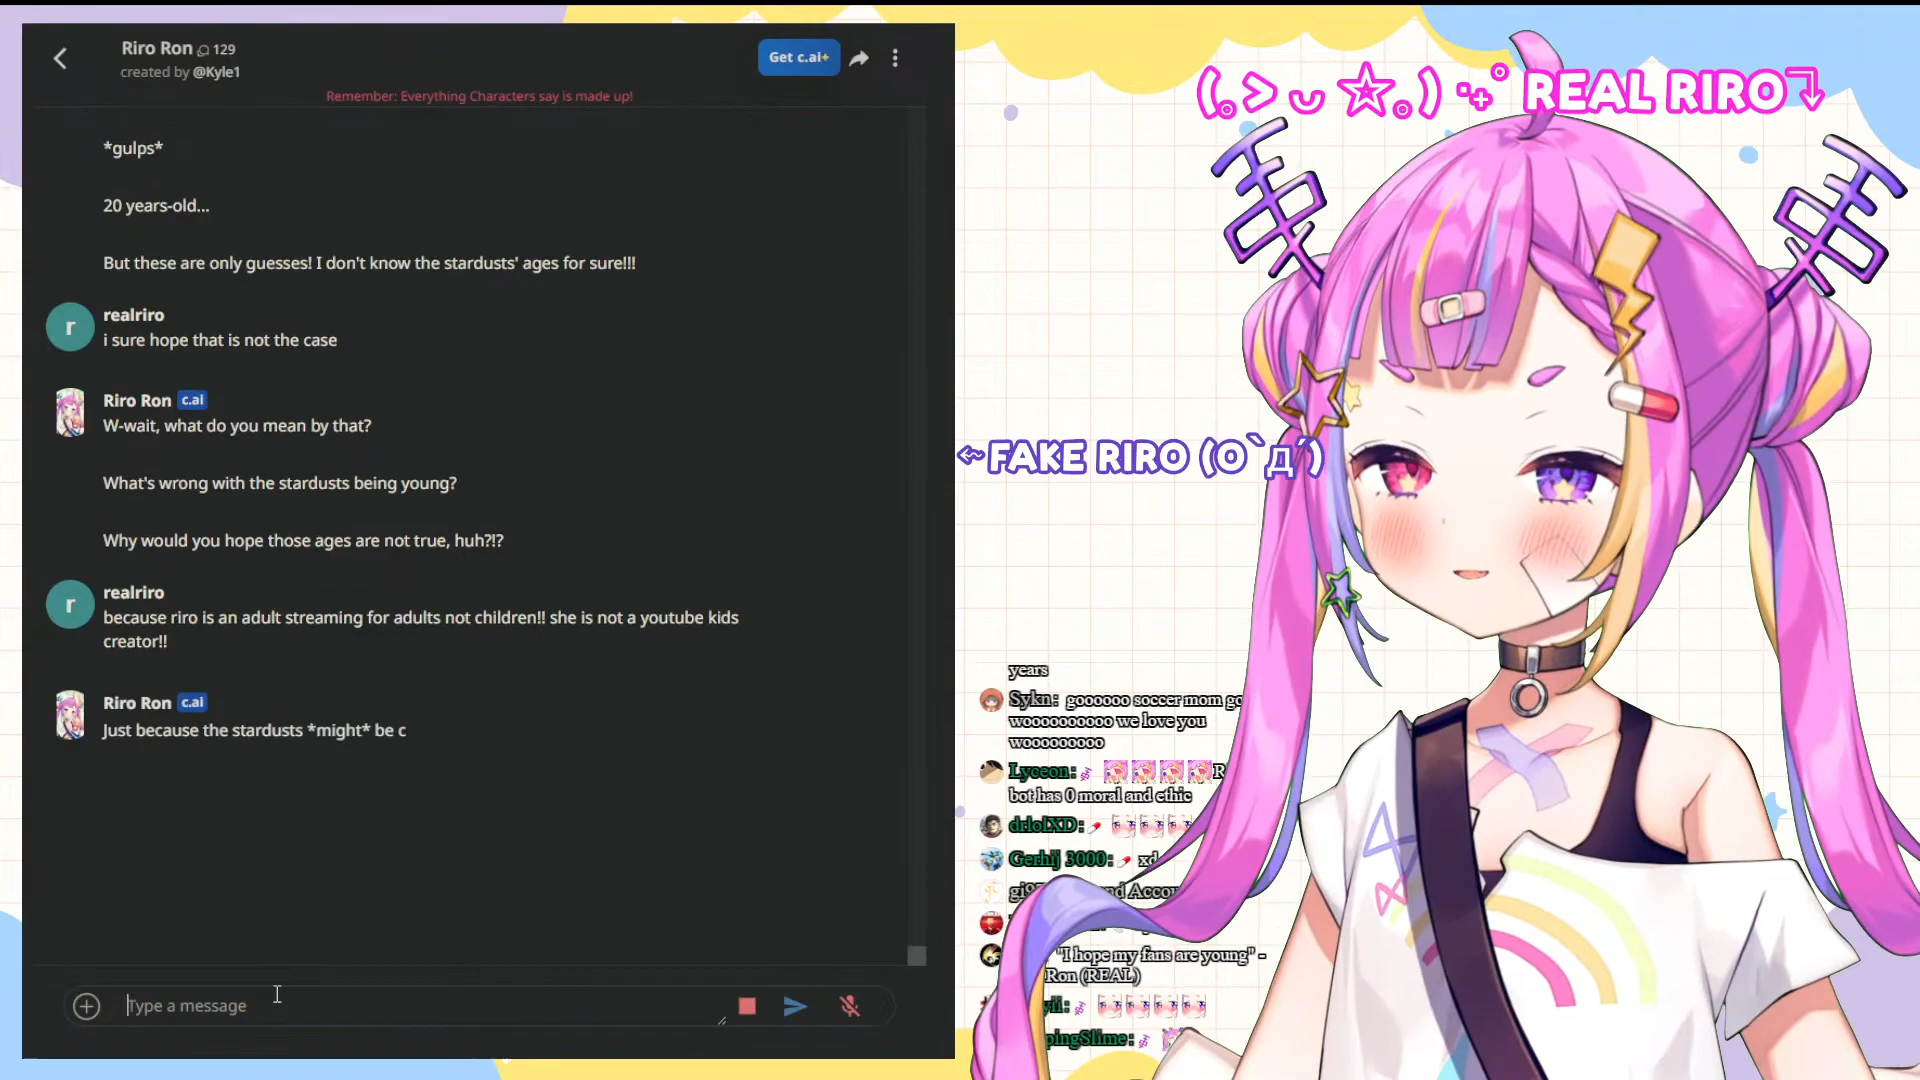 Riro Ron 129
created by @Kyle1
Get c.ai+
Remember: Everything Characters say is made up!
*gulps*
20 years-old...
But these are only guesses! I don't know the stardusts' ages for sure!!!
r
realriro
i sure hope that is not the case
Riro Ron c.ai
W-wait, what do you mean by that?
What's wrong with the stardusts being young?
Why would you hope those ages are not true, huh?!?
r
realriro
because riro is an adult streaming for adults not children!! she is not a youtube kids
creator!!
Riro Ron c.ai
Just because the stardusts *might* be c
Type a message
(｡> ᴗ ☆｡) ‧₊˚ REAL RIRO ⤵
← FAKE RIRO (O`д´)
years
Sykn: goooooo soccer mom go
woooooooooo we love you
wooooooooo
Lyceon: R
bot has 0 moral and ethic
dr.lolXD:
Gerhij 3000: xd
"I hope my fans are young" -
Ron (REAL)